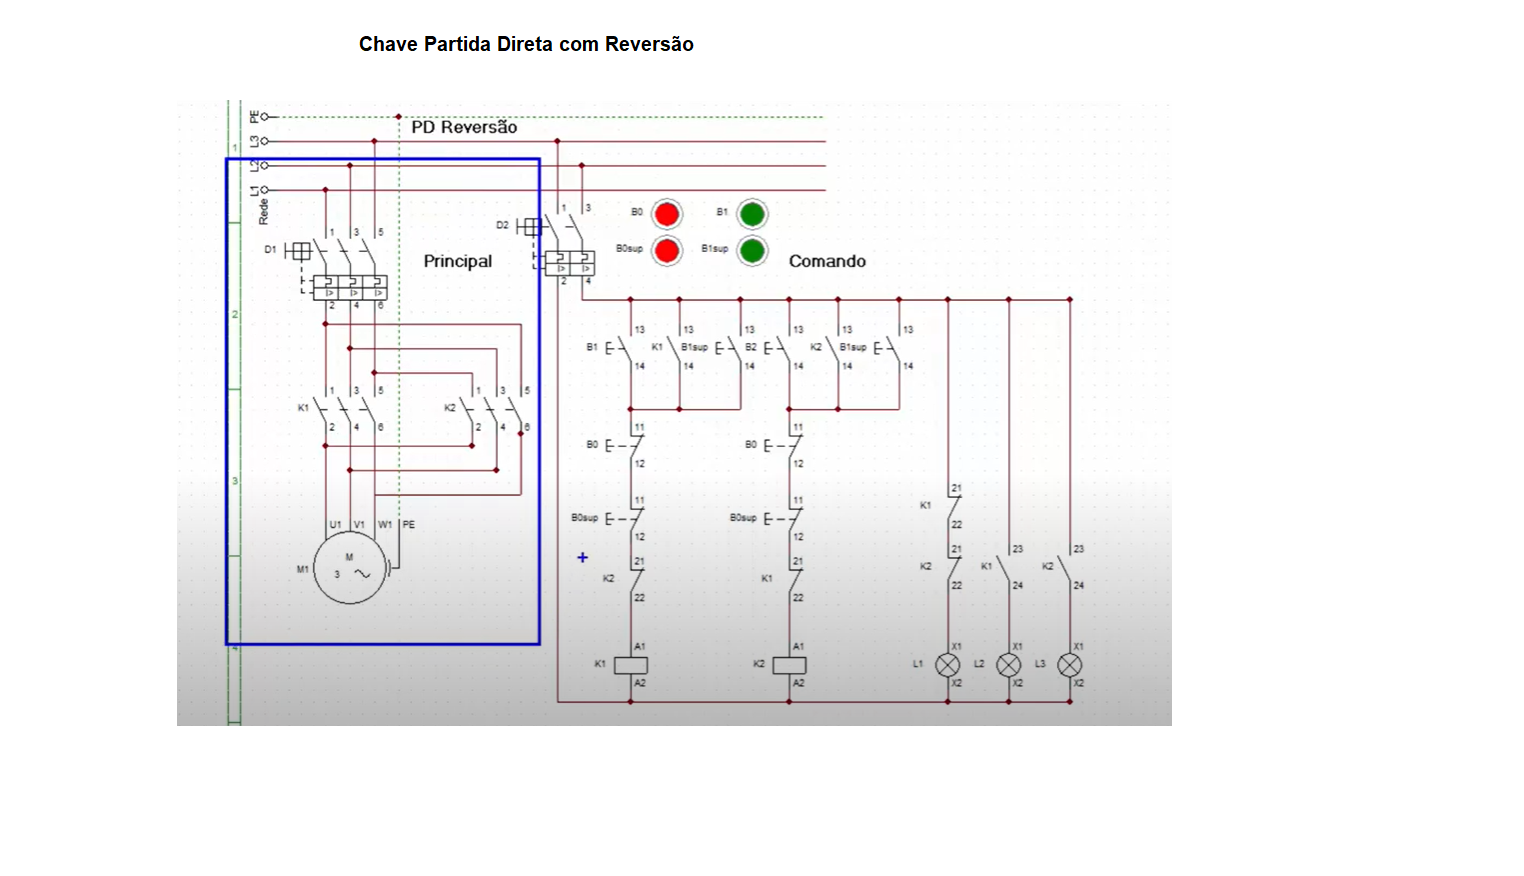 Chave Partida Direta com Reversão
PE
PD Reversão
L3
1
L2
L1
Rede
B0 B1
1 3
D2
1 3 5
D1
B0sup B1sup
Principal Comando
I> I> I> I> I>
2 4
2 4 6
2
13 13 13 13 13 13
B1 K1 B1sup B2 K2 B1sup
14 14 14 14 14 14
1 3 5 1 3 5
K1 K2
2 4 6 2 4 6
11 11
B0 B0
12 12
3
21
K1
22
11 11
B0sup B0sup
12 12
U1 V1 W1 PE
M
M1 3
21 23 23
K2 K1 K2
22 24 24
21 21
K2 K1
22 22
4
A1 A1 X1 X1 X1
K1 K2 L1 L2 L3
A2 A2 X2 X2 X2